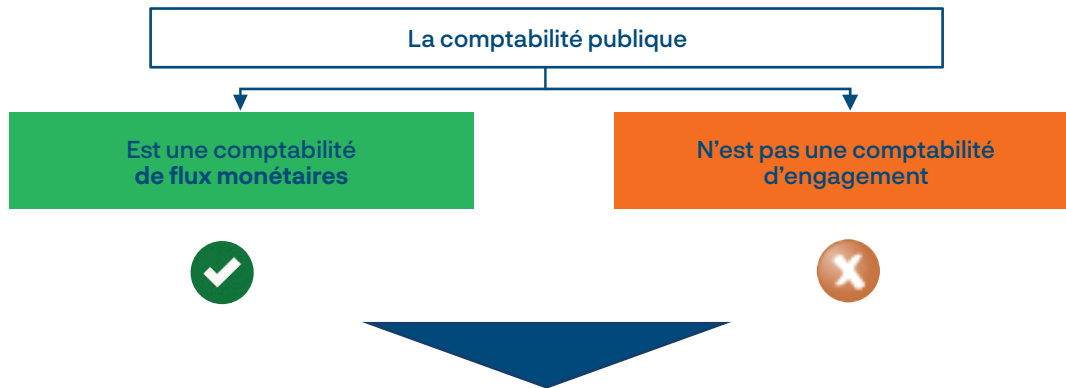 La comptabilité publique
Est une comptabilité
de flux monétaires
N’est pas une comptabilité
d’engagement